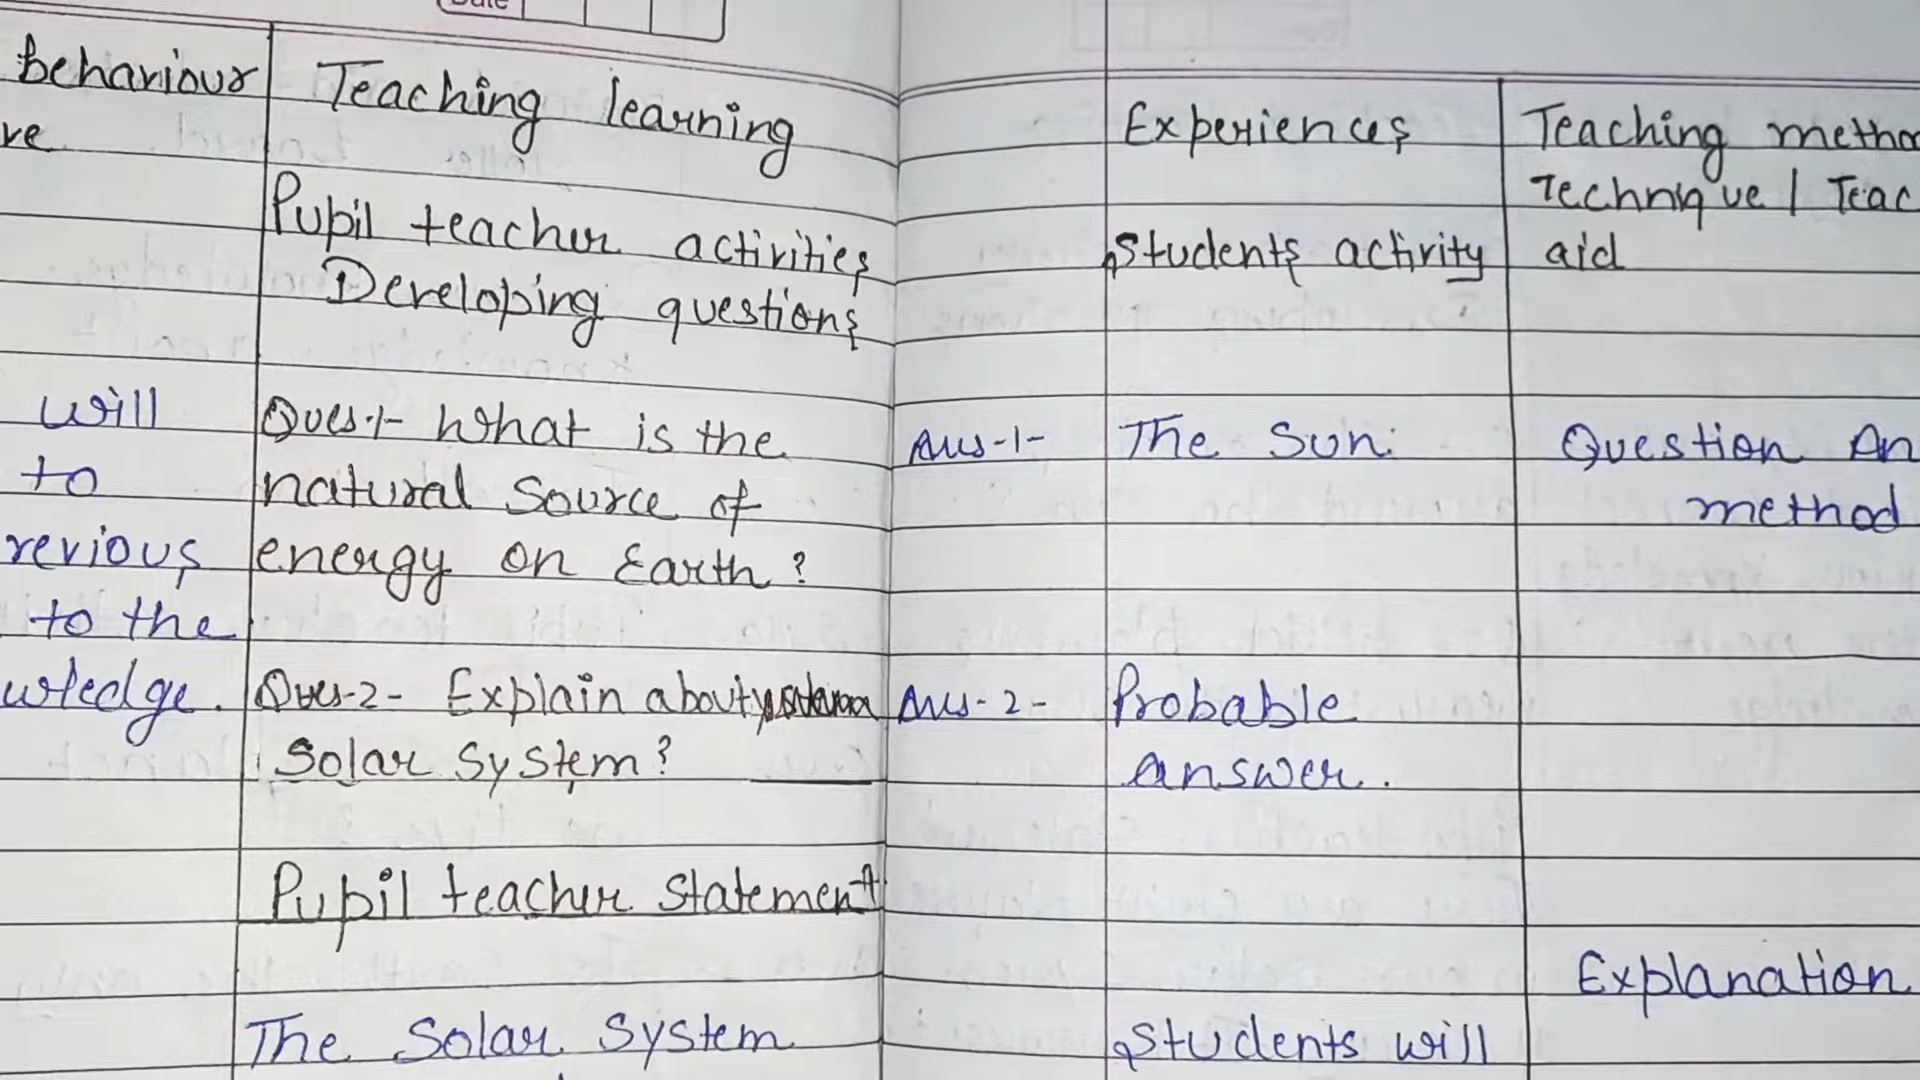 Date
behaviour
ve
Teaching learning
Pupil teacher activities
Developing questions
Experiences
Students activity
Teaching metho
Technique / Teac
aid
will
to
revious
to the
wledge.
Ques-1- What is the
natural source of
energy on Earth?
Ans-1- The Sun.
Question An
method
Ques-2- Explain about
Solar System?
Ans-2- Probable
answer.
Pupil teacher statement
Explanation
The Solar System
Students will